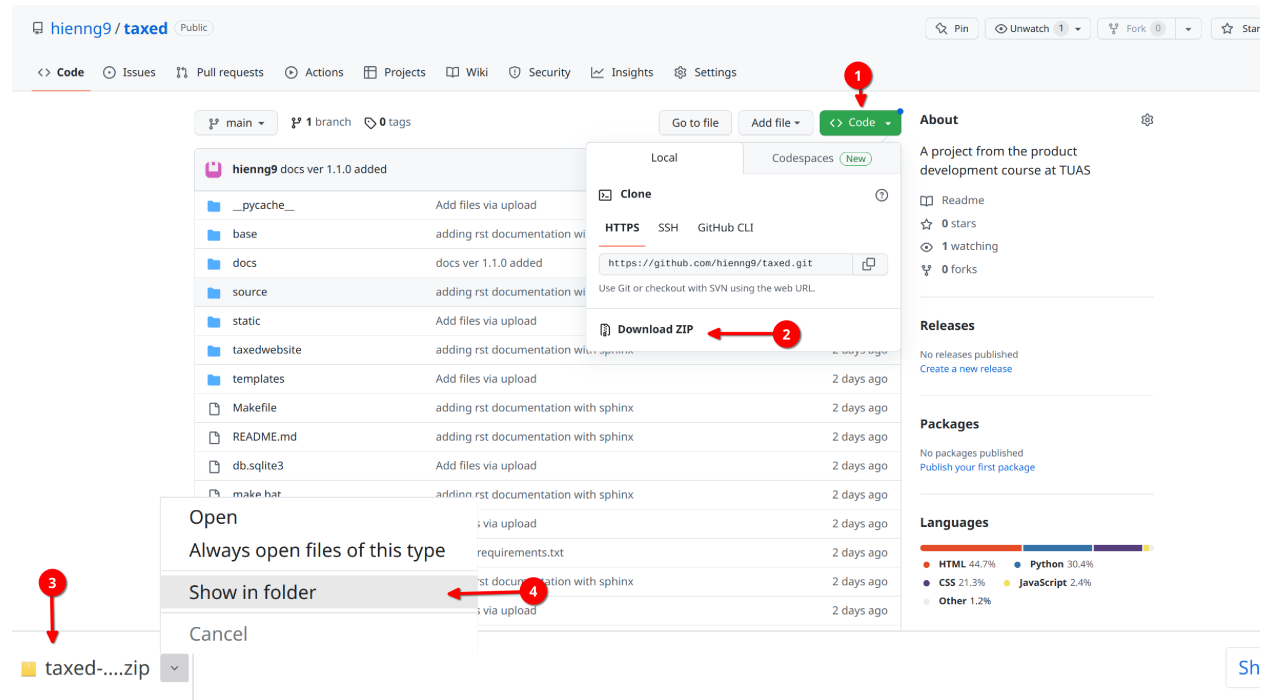 hienng9 / taxed Public
Pin Unwatch 1 Fork 0 Star
Code Issues Pull requests Actions Projects Wiki Security Insights Settings
1
main 1 branch 0 tags Go to file Add file Code
Local Codespaces New
Clone
HTTPS SSH GitHub CLI
https://github.com/hienng9/taxed.git
Use Git or checkout with SVN using the web URL.
Download ZIP 2
hienng9 docs ver 1.1.0 added
__pycache__ Add files via upload
base adding rst documentation wi
docs docs ver 1.1.0 added
source adding rst documentation wi
static Add files via upload
taxedwebsite adding rst documentation with sphinx 2 days ago
templates Add files via upload 2 days ago
Makefile adding rst documentation with sphinx 2 days ago
README.md adding rst documentation with sphinx 2 days ago
db.sqlite3 Add files via upload 2 days ago
make.bat adding rst documentation with sphinx 2 days ago
s via upload 2 days ago
requirements.txt 2 days ago
st documentation with sphinx 2 days ago
s via upload 2 days ago
About
A project from the product
development course at TUAS
Readme
0 stars
1 watching
0 forks
Releases
No releases published
Create a new release
Packages
No packages published
Publish your first package
Languages
HTML 44.7% Python 30.4%
CSS 21.3% JavaScript 2.4%
Other 1.2%
Open
Always open files of this type
Show in folder 4
Cancel
3
taxed-....zip
Sh